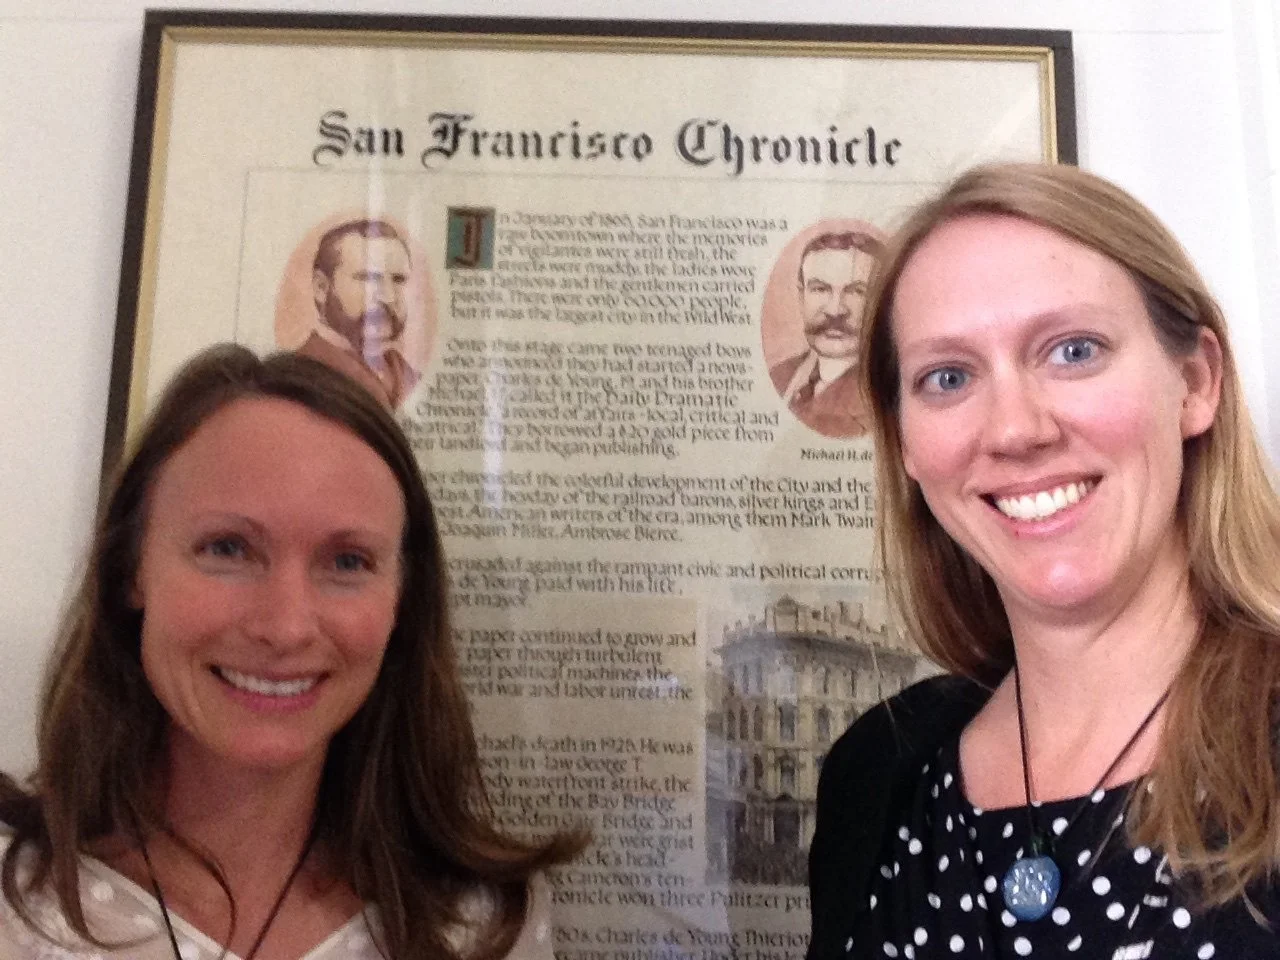 San Francisco Chronicle
In January of 1865, San Francisco was a
raw boomtown where the memories
of vigilantes were still fresh, the
streets were muddy, the ladies wore
Paris fashions and the gentlemen carried
pistols. There were only 60,000 people,
but it was the largest city in the Wild West.
Onto this stage came two teenaged boys
who announced they had started a news-
paper. Charles de Young, 19, and his brother
Michael called it the Daily Dramatic
Chronicle, a record of affairs - local, critical and
theatrical. They borrowed a $20 gold piece from
their landlord and began publishing.
Michael H. de
chronicled the colorful development of the City and the
days, the heyday of the railroad barons, silver kings and
American writers of the era, among them Mark Twain
Joaquin Miller, Ambrose Bierce.
crusaded against the rampant civic and political
de Young paid with his life,
mayor.
paper continued to grow and
paper through turbulent
political machines, the
world war and labor unrest, the
death in 1925. He was
son-in-law George T.
waterfront strike, the
of the Bay Bridge
Golden Gate Bridge and
war were grist
head-
Cameron's ten-
Chronicle won three Pulitzer
Charles de Young Thieriot
became publisher. Under his